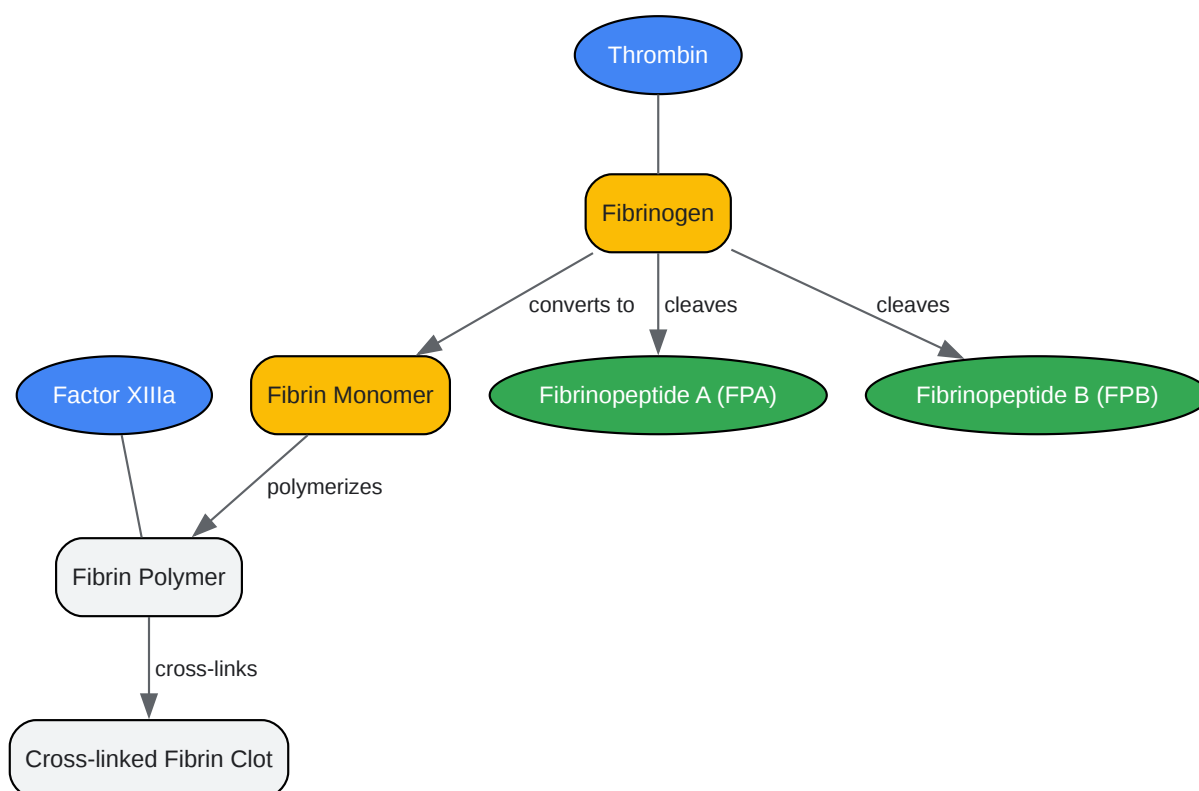 Thrombin
Fibrinogen
converts to
cleaves
cleaves
Factor XIIIa
Fibrin Monomer
Fibrinopeptide A (FPA)
Fibrinopeptide B (FPB)
polymerizes
Fibrin Polymer
cross-links
Cross-linked Fibrin Clot